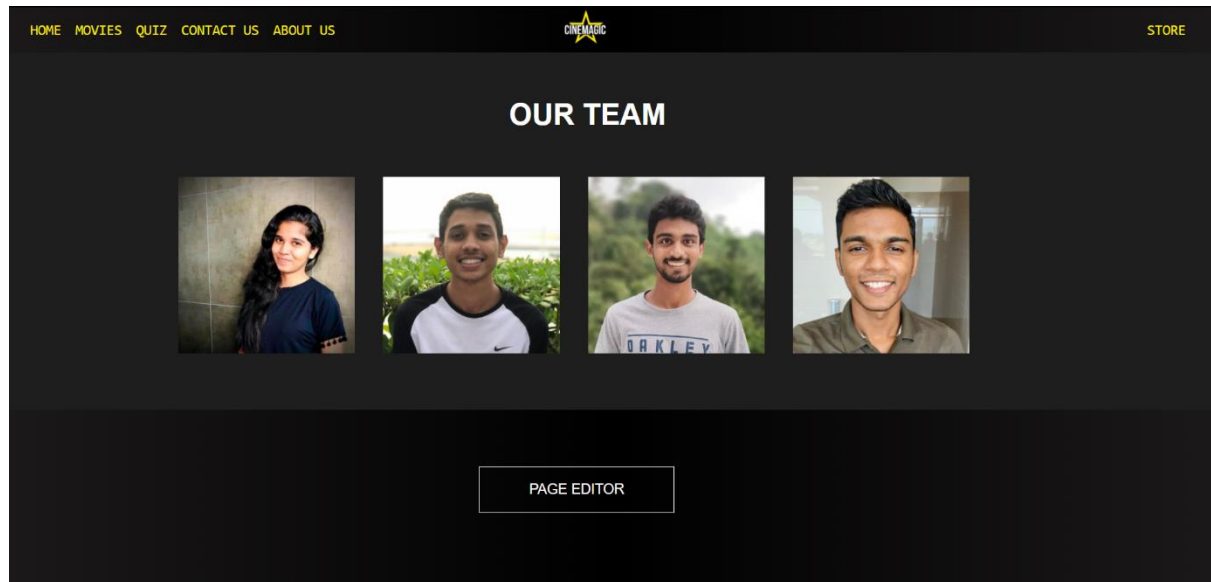 HOME MOVIES QUIZ CONTACT US ABOUT US CINEMAGIC STORE
OUR TEAM
OAKLEY
PAGE EDITOR